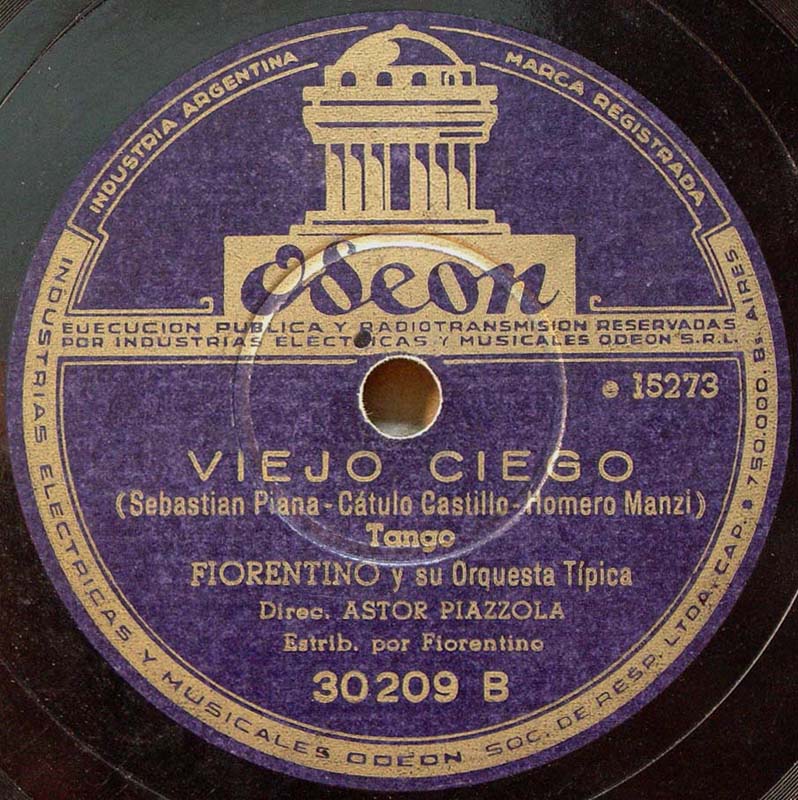 INDUSTRIA ARGENTINA
MARCA REGISTRADA
Odeon
EJECUCION PUBLICA Y RADIOTRANSMISION RESERVADAS
POR INDUSTRIAS ELECTRICAS Y MUSICALES ODEON S.R.L.
e 15273
VIEJO CIEGO
(Sebastian Piana - Cátulo Castillo - Homero Manzi)
Tango
FIORENTINO y su Orquesta Típica
Direc. ASTOR PIAZZOLA
Estrib. por Fiorentino
30209 B
INDUSTRIAS ELECTRICAS Y MUSICALES ODEON SOC. DE RESP. LTDA. CAP. $ 750.000. Bs. AIRES